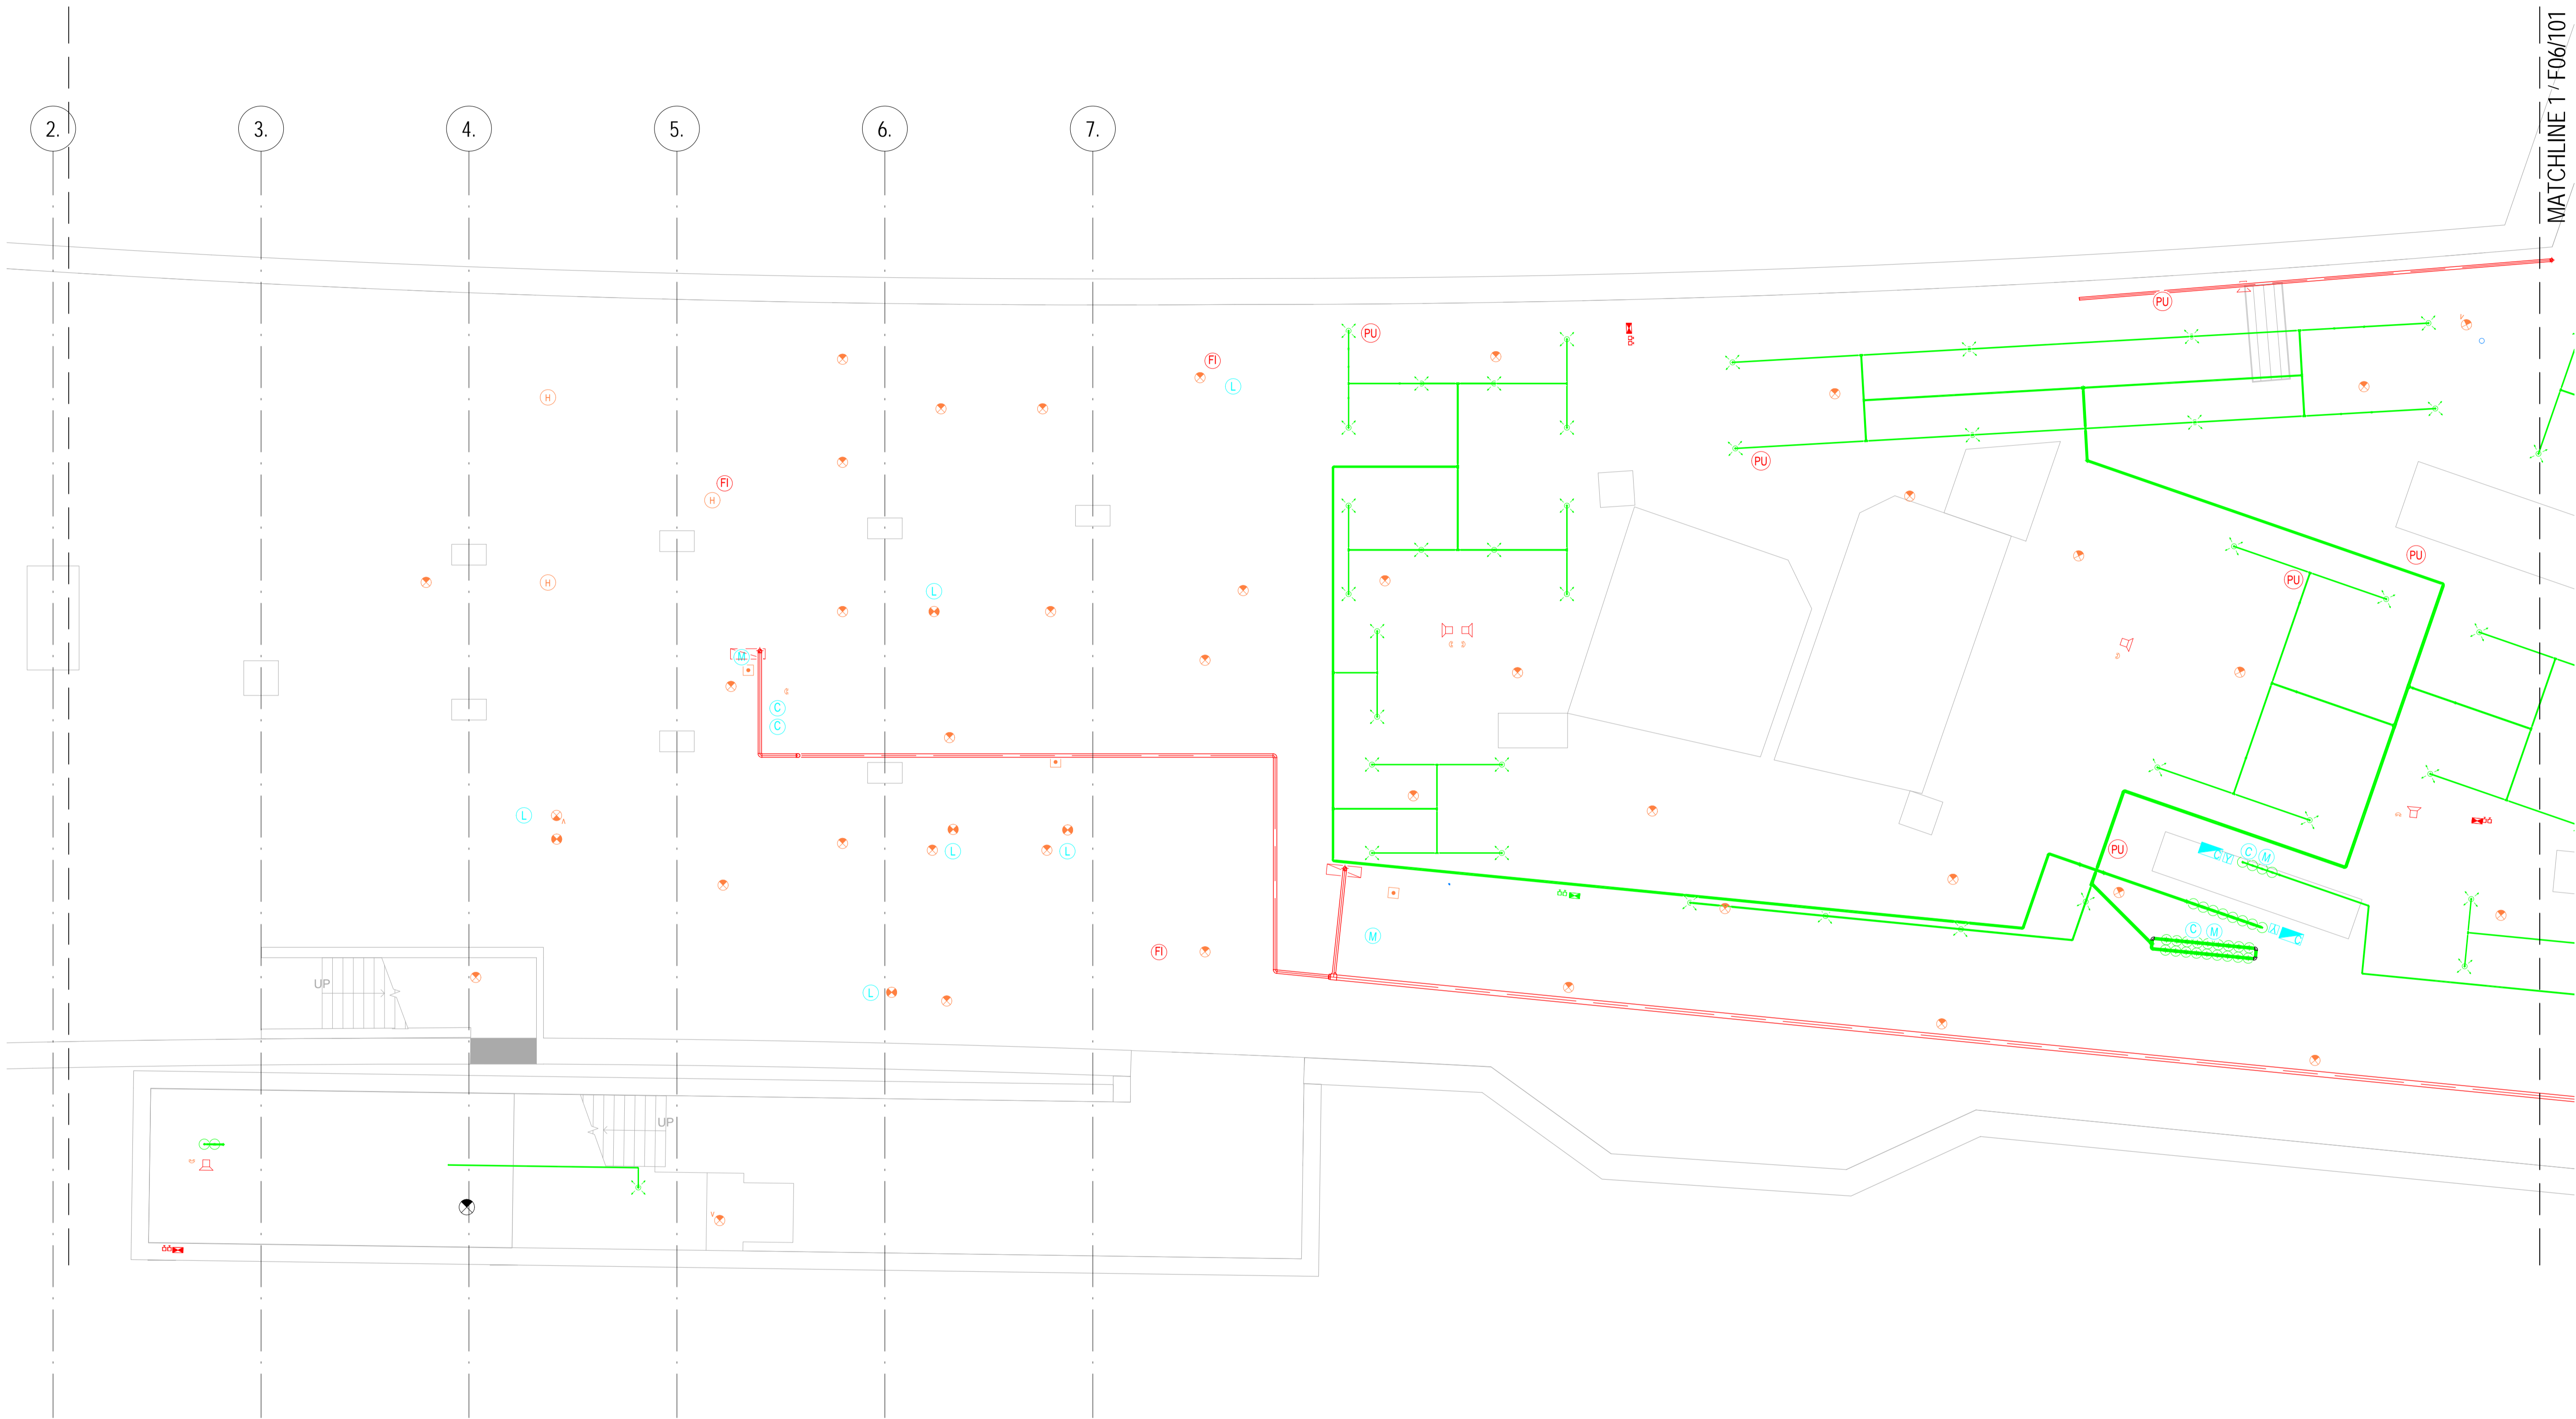 MATCHLINE 1 / F06/101
2. 3. 4. 5. 6. 7.
PU
PU
FI
L
H
PU
FI
H
PU
PU
H
L
M
C
C
L
L
L
PU
C M
C Y
C M
Y C
M
FI
L
UP
UP